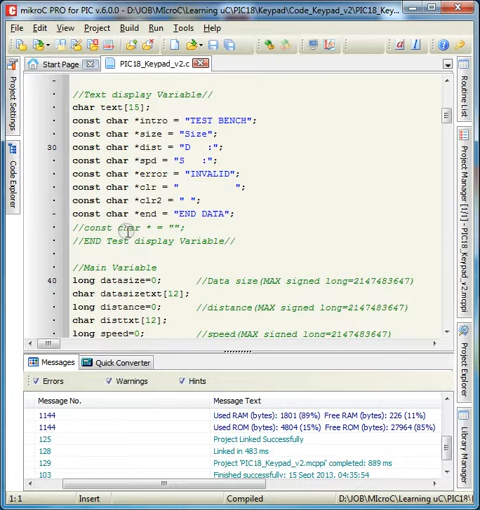 mikroC PRO for PIC v.6.0.0 - D:\JOB\MIcroC\Learning uC\PIC18\Keypad\Code_Keypad_v2\PIC18_Key...
File Edit View Project Build Run Tools Help
Start Page
PIC18_Keypad_v2.c
Project Settings
Code Explorer
//Text display Variable//
char text[15];
const char *intro = "TEST BENCH";
const char *size = "Size";
30 const char *dist = "D   :";
const char *spd = "S   :";
const char *error = "INVALID";
const char *clr = "          ";
const char *clr2 = " ";
const char *end = "END DATA";
//const char * = "";
//END Test display Variable//
//Main Variable
40 long datasize=0; //Data size(MAX signed long=2147483647)
char datasizetxt[12];
long distance=0; //distance(MAX signed long=2147483647)
char disttxt[12];
long speed=0; //speed(MAX signed long=2147483647)
Routine List
Project Manager [1/1] - PIC18_Keypad_v2.mcppi
Project Explorer
Library Manager
Messages
Quick Converter
Errors Warnings Hints
Message No. Message Text
1144 Used RAM (bytes): 1801 (89%) Free RAM (bytes): 226 (11%)
1144 Used ROM (bytes): 4804 (15%) Free ROM (bytes): 27964 (85%)
125 Project Linked Successfully
128 Linked in 483 ms
129 Project 'PIC18_Keypad_v2.mcppi' completed: 889 ms
103 Finished successfully: 15 Sept 2013, 04:35:54
1:1 Insert Compiled D:\JOB\MIcroC\Learning uC\PIC18\K